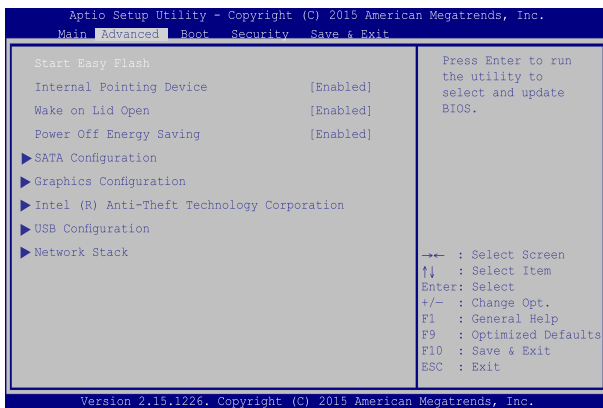 Aptio Setup Utility - Copyright (C) 2015 American Megatrends, Inc.
Main Advanced Boot Security Save & Exit
Start Easy Flash
Internal Pointing Device [Enabled]
Wake on Lid Open [Enabled]
Power Off Energy Saving [Enabled]
SATA Configuration
Graphics Configuration
Intel (R) Anti-Theft Technology Corporation
USB Configuration
Network Stack
Press Enter to run
the utility to
select and update
BIOS.
→← : Select Screen
↑↓ : Select Item
Enter: Select
+/— : Change Opt.
F1 : General Help
F9 : Optimized Defaults
F10 : Save & Exit
ESC : Exit
Version 2.15.1226. Copyright (C) 2015 American Megatrends, Inc.